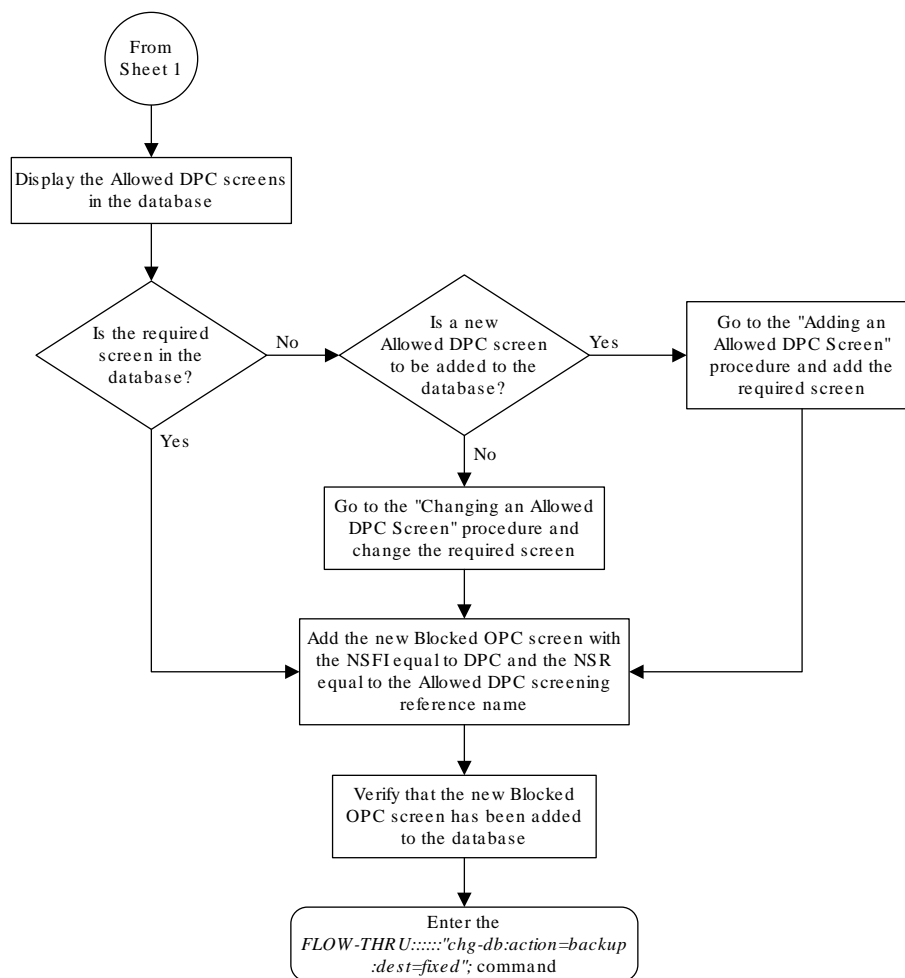 From
Sheet 1
Display the Allowed DPC screens
in the database
Is the required
screen in the
database?
No
Is a new
Allowed DPC screen
to be added to the
database?
Yes
Go to the "Adding an
Allowed DPC Screen"
procedure and add the
required screen
Yes
No
Go to the "Changing an Allowed
DPC Screen" procedure and
change the required screen
Add the new Blocked OPC screen with
the NSFI equal to DPC and the NSR
equal to the Allowed DPC screening
reference name
Verify that the new Blocked
OPC screen has been added
to the database
Enter the
FLOW-THRU::::::"chg-db:action=backup
:dest=fixed"; command